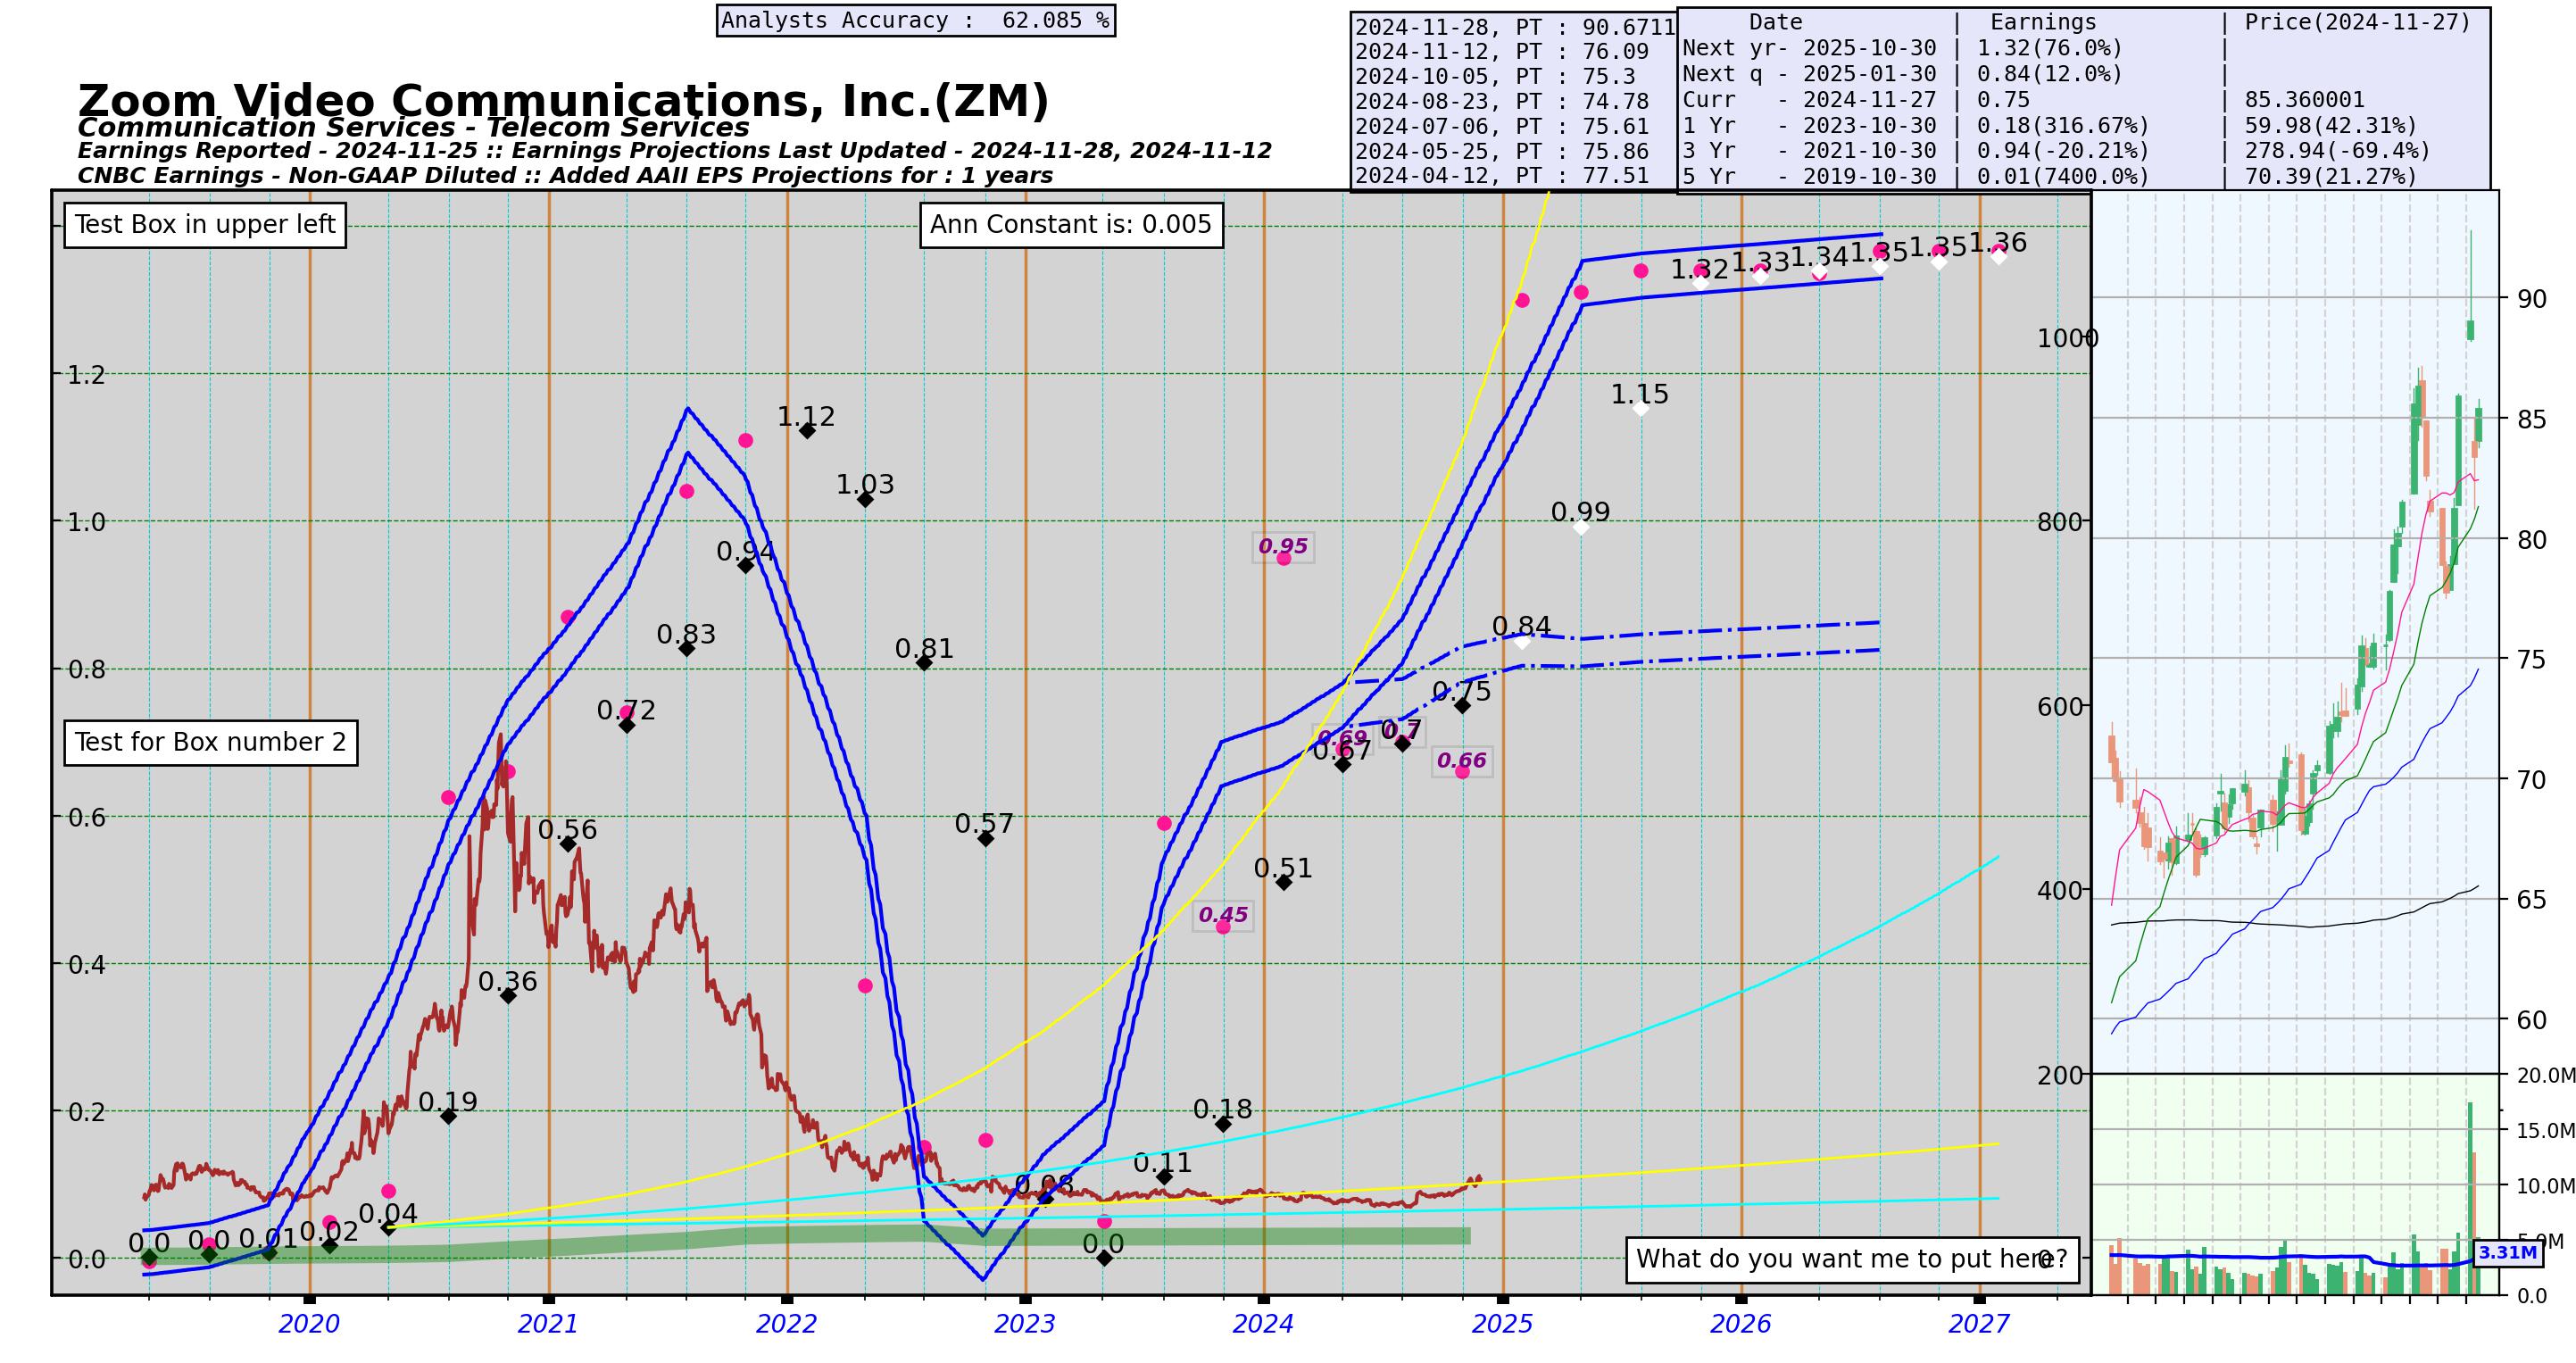 Analysts Accuracy :  62.085 %
2024-11-28, PT : 90.6711
2024-11-12, PT : 76.09
2024-10-05, PT : 75.3
2024-08-23, PT : 74.78
2024-07-06, PT : 75.61
2024-05-25, PT : 75.86
2024-04-12, PT : 77.51
Date | Earnings | Price(2024-11-27)
Next yr- 2025-10-30 | 1.32(76.0%) |
Next q - 2025-01-30 | 0.84(12.0%) |
Curr   - 2024-11-27 | 0.75 | 85.360001
1 Yr   - 2023-10-30 | 0.18(316.67%) | 59.98(42.31%)
3 Yr   - 2021-10-30 | 0.94(-20.21%) | 278.94(-69.4%)
5 Yr   - 2019-10-30 | 0.01(7400.0%) | 70.39(21.27%)
Zoom Video Communications, Inc.(ZM)
Communication Services - Telecom Services
Earnings Reported - 2024-11-25 :: Earnings Projections Last Updated - 2024-11-28, 2024-11-12
CNBC Earnings - Non-GAAP Diluted :: Added AAII EPS Projections for : 1 years
Test Box in upper left
Ann Constant is: 0.005
Test for Box number 2
What do you want me to put here?
1.2
1.0
0.8
0.6
0.4
0.2
0.0
0.0
0.0
0.01
0.02
0.04
0.19
0.36
0.56
0.72
0.83
0.94
1.12
1.03
0.81
0.57
0.08
0.0
0.11
0.18
0.51
0.67
0.7
0.75
0.84
0.99
1.15
1.32
1.33
1.34
1.35
1.35
1.36
0.45
0.95
0.69
0.7
0.66
1000
800
600
400
200
0
90
85
80
75
70
65
60
20.0M
15.0M
10.0M
5.0M
0.0
3.31M
2020
2021
2022
2023
2024
2025
2026
2027